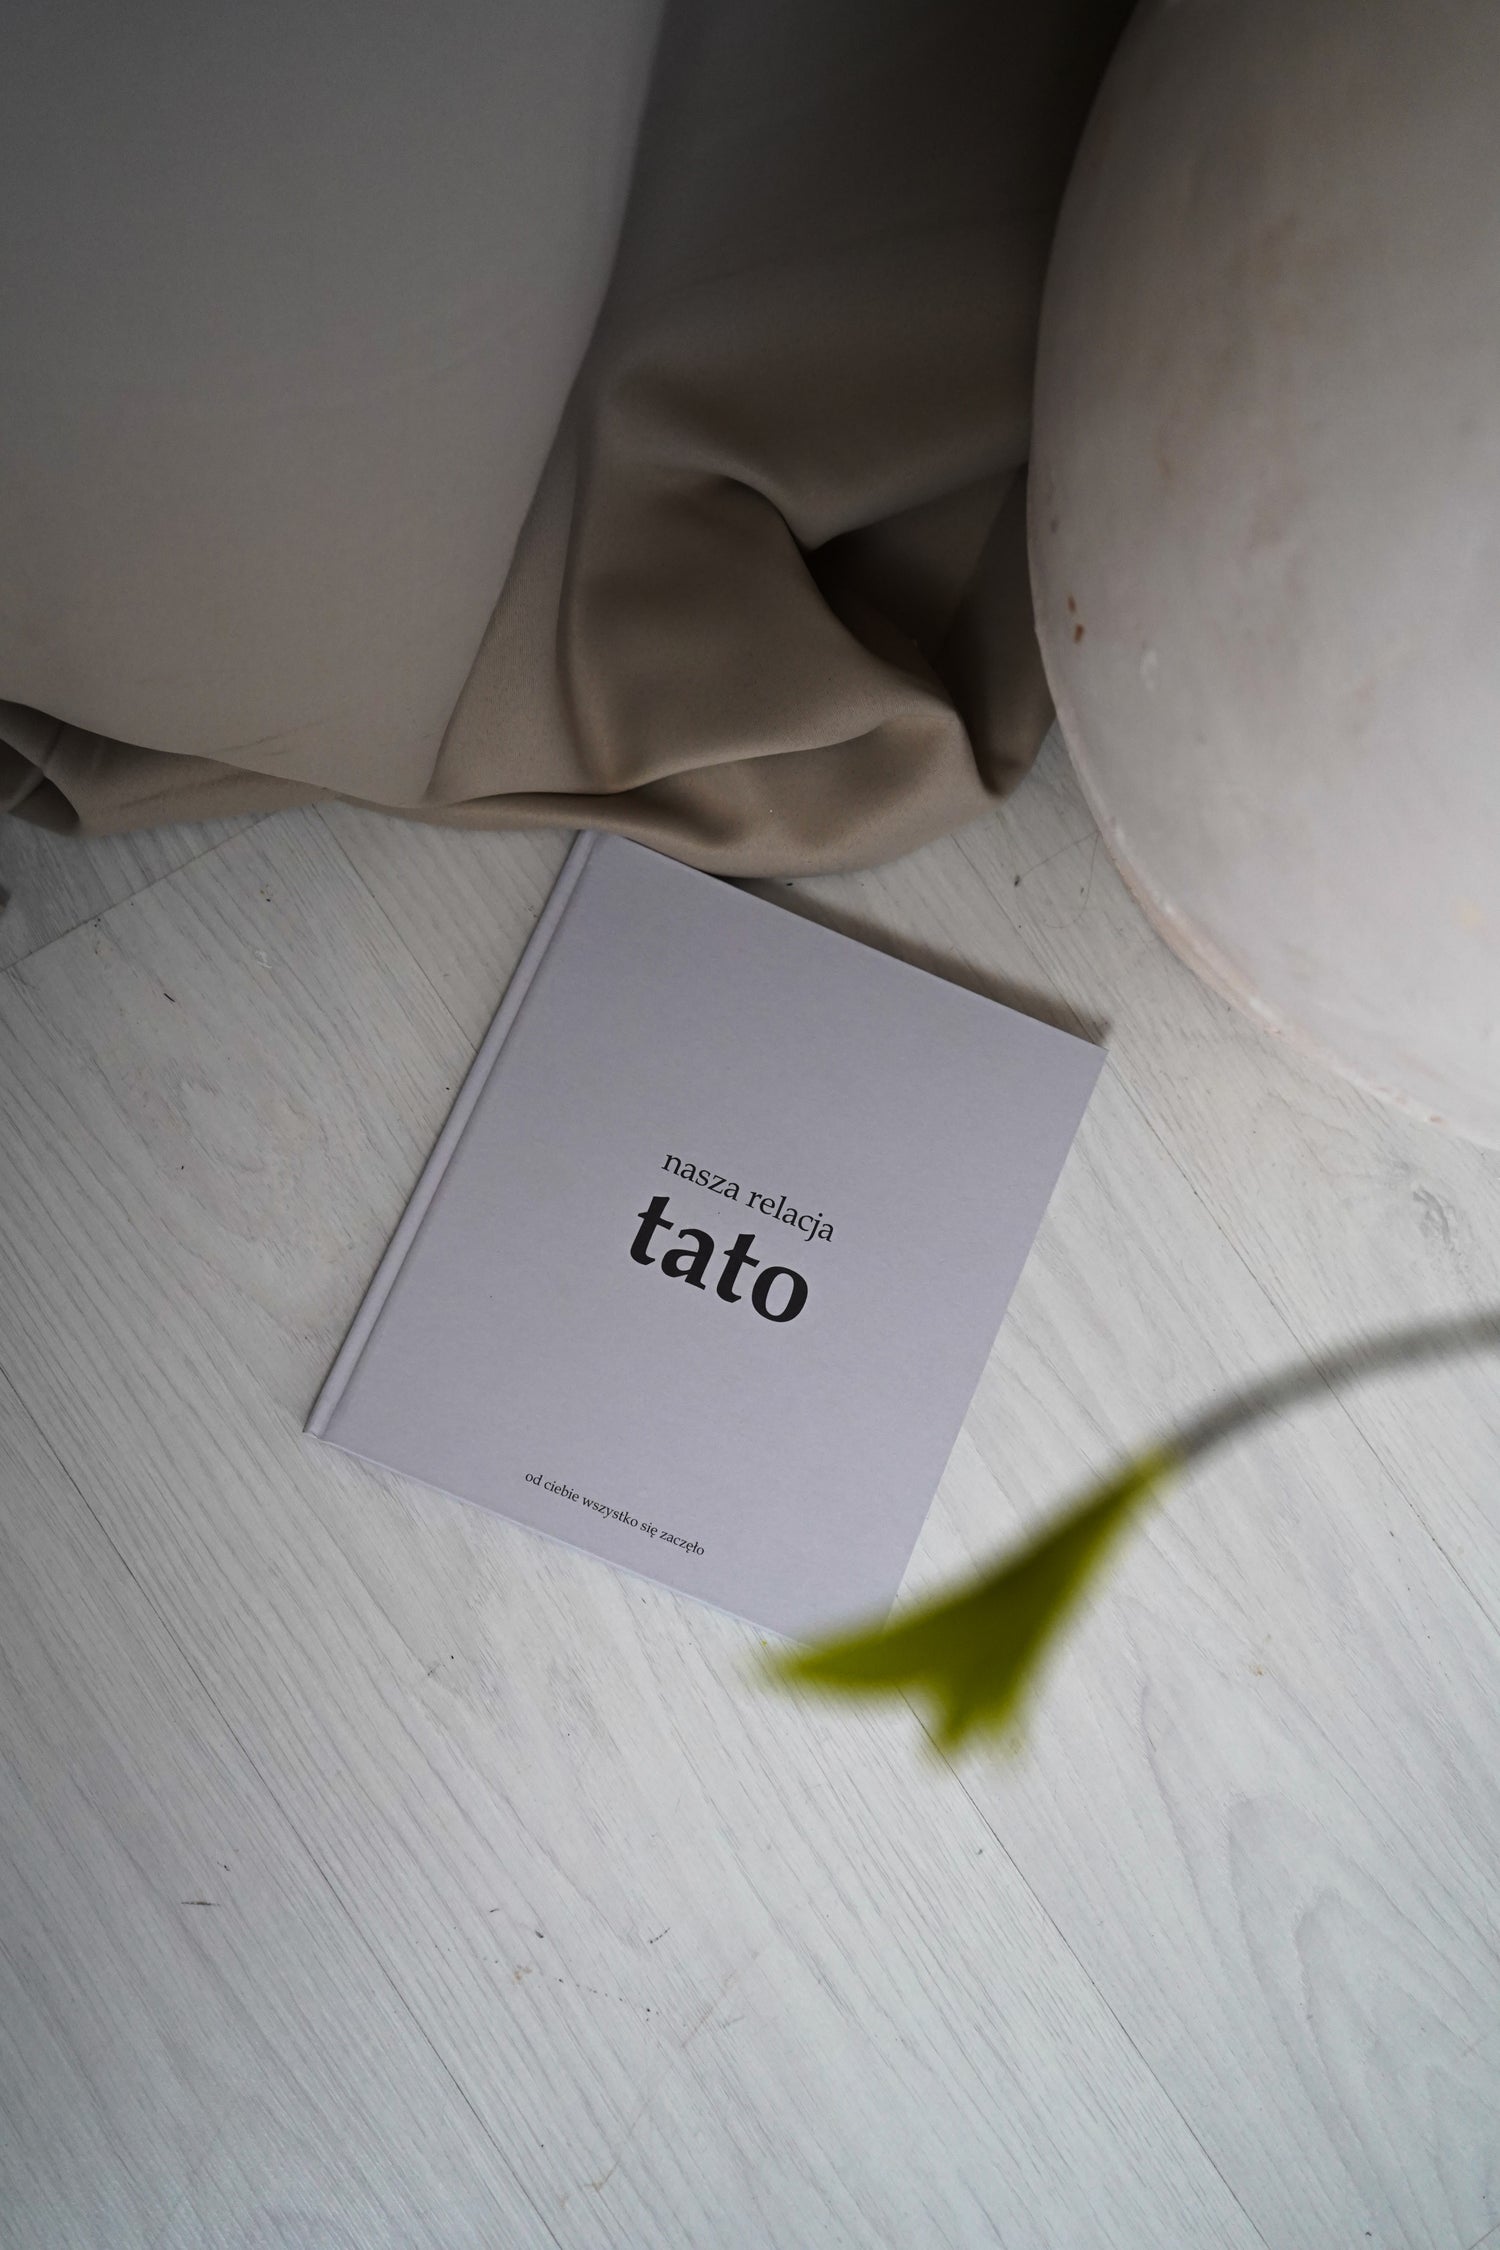 nasza relacja
tato
od ciebie wszystko się zaczęło